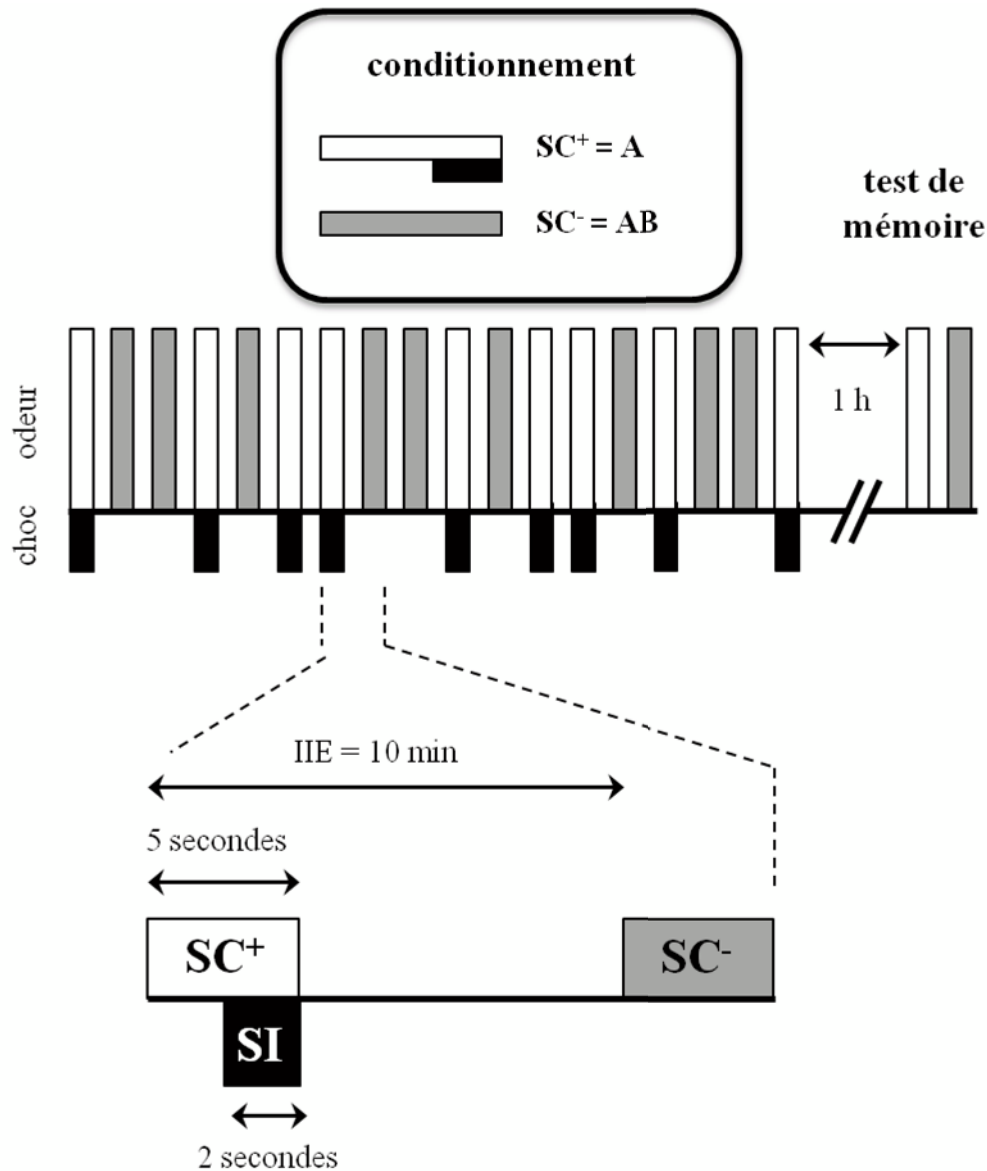 conditionnement
SC⁺ = A
SC⁻ = AB
test de
mémoire
odeur
choc
1 h
IIE = 10 min
5 secondes
SC⁺
SC⁻
SI
2 secondes